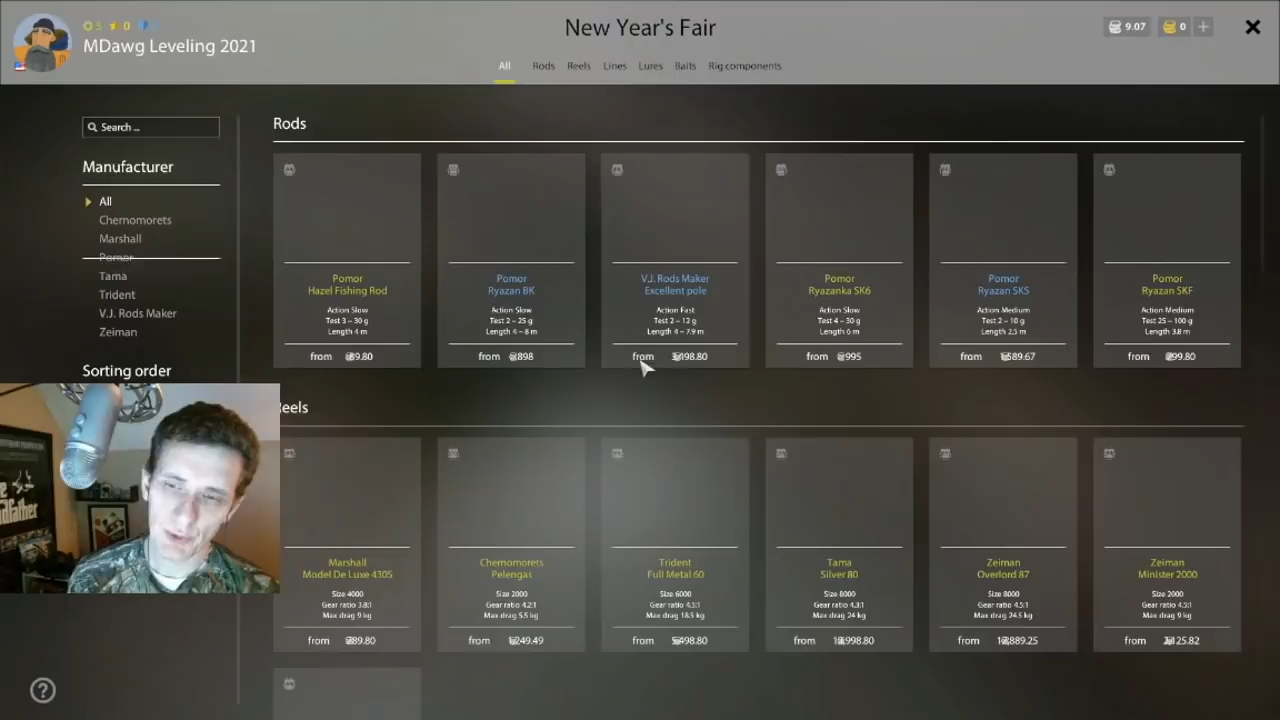 5 0
MDawg Leveling 2021
New Year's Fair
9.07
0 +
All Rods Reels Lines Lures Baits Rig components
Search ...
Manufacturer
All
Chernomorets
Marshall
Pomor
Tama
Trident
V.J. Rods Maker
Zeiman
Sorting order
Rods
Pomor
Hazel Fishing Rod
Action Slow
Test 3 – 30 g
Length 4 m
from
Pomor
Ryazan BK
Action Slow
Test 2 – 25 g
Length 4 – 8 m
from 898
V.J. Rods Maker
Excellent pole
Action Fast
Test 2 – 12 g
Length 4 – 7.9 m
from
Pomor
Ryazanka SK6
Action Slow
Test 4 – 30 g
Length 6 m
from 995
Pomor
Ryazan SKS
Action Medium
Test 2 – 10 g
Length 2.5 m
from
Pomor
Ryazan SKF
Action Medium
Test 25 – 100 g
Length 3.8 m
from
Reels
Marshall
Model De Luxe 430S
Size 4000
Gear ratio 3.8:1
Max drag 9 kg
from
Chernomorets
Pelengas
Size 2000
Gear ratio 4.2:1
Max drag 5.5 kg
from
Trident
Full Metal 60
Size 6000
Gear ratio 4.5:1
Max drag 18.5 kg
from
Tama
Silver 80
Size 8000
Gear ratio 4.3:1
Max drag 24 kg
from
Zeiman
Overlord 87
Size 8000
Gear ratio 4.5:1
Max drag 24.5 kg
from
Zeiman
Minister 2000
Size 2000
Gear ratio 4.5:1
Max drag 9 kg
from
?